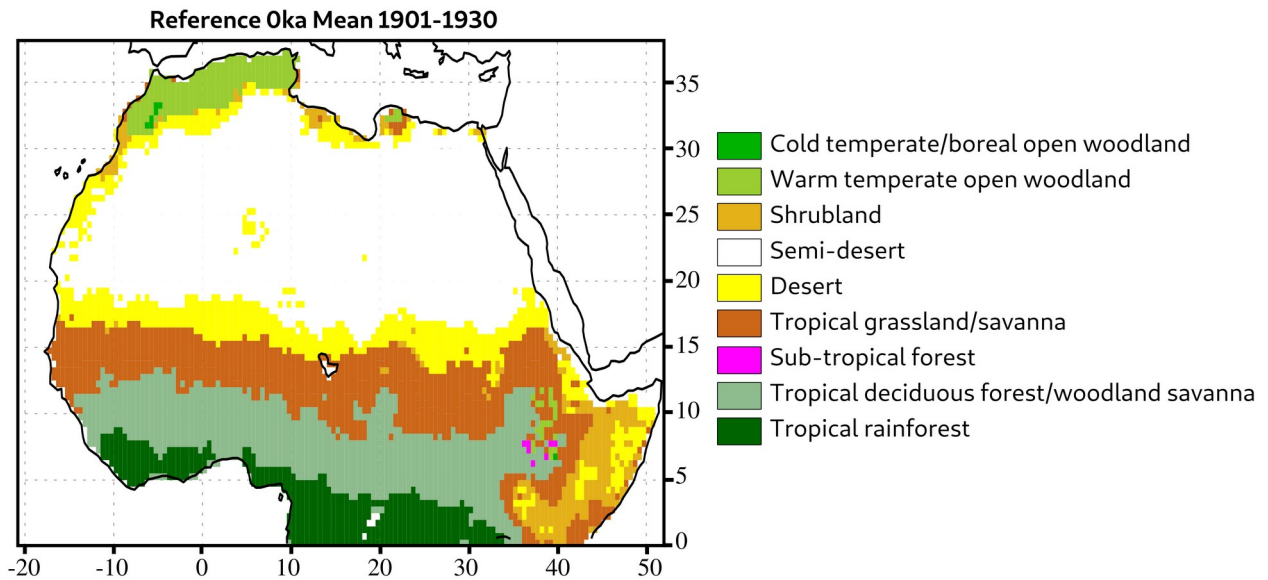 Reference 0ka Mean 1901-1930
35
30
25
20
15
10
5
0
-20 -10 0 10 20 30 40 50
Cold temperate/boreal open woodland
Warm temperate open woodland
Shrubland
Semi-desert
Desert
Tropical grassland/savanna
Sub-tropical forest
Tropical deciduous forest/woodland savanna
Tropical rainforest